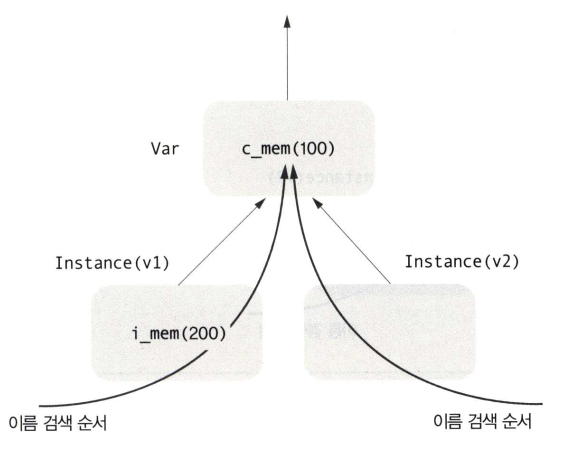 Var
c_mem(100)
Instance(v1)
Instance(v2)
i_mem(200)
이름 검색 순서
이름 검색 순서